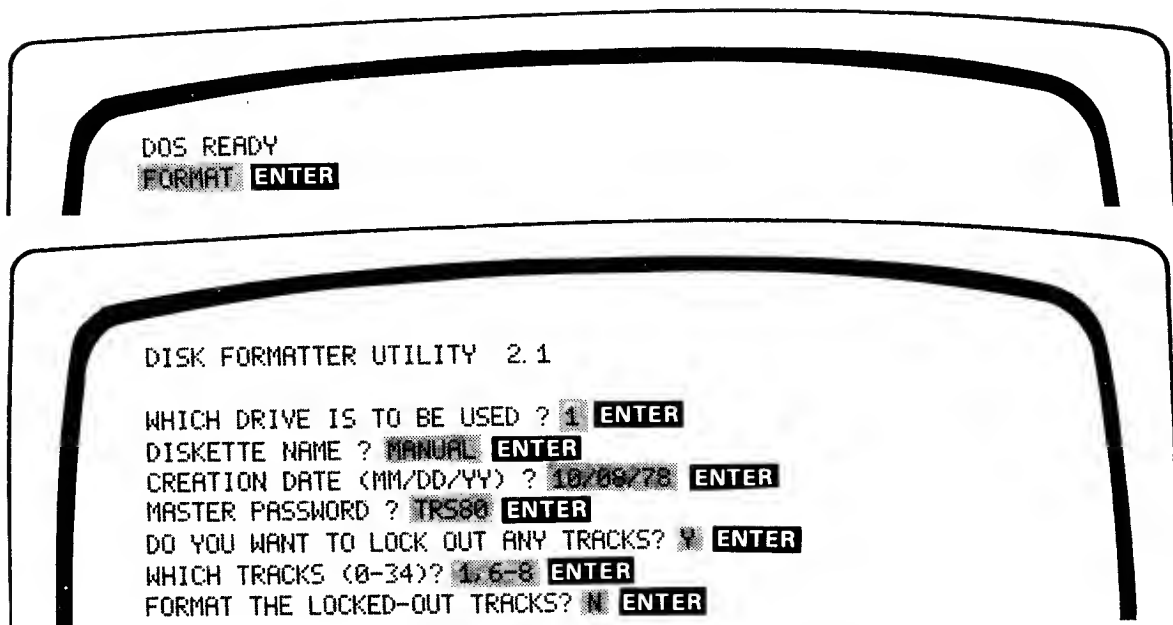 DOS READY
FORMAT ENTER
DISK FORMATTER UTILITY 2.1
WHICH DRIVE IS TO BE USED ? 1 ENTER
DISKETTE NAME ? MANUAL ENTER
CREATION DATE (MM/DD/YY) ? 10/08/78 ENTER
MASTER PASSWORD ? TRS80 ENTER
DO YOU WANT TO LOCK OUT ANY TRACKS? Y ENTER
WHICH TRACKS (0-34)? 1,6-8 ENTER
FORMAT THE LOCKED-OUT TRACKS? N ENTER